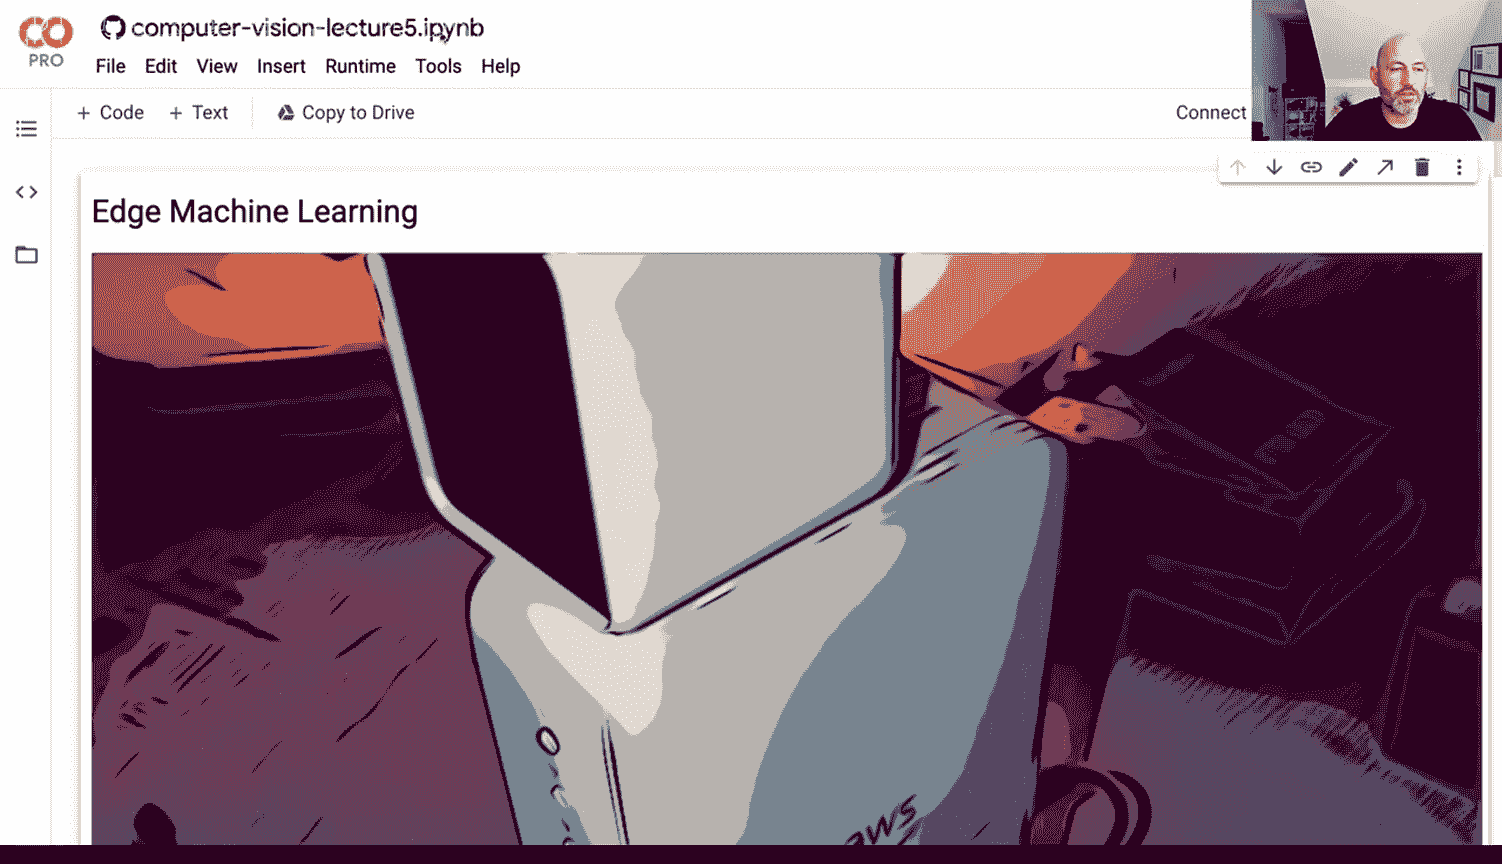 CO
PRO
computer-vision-lecture5.ipynb
File Edit View Insert Runtime Tools Help
+ Code + Text Copy to Drive
Connect
Edge Machine Learning
aws